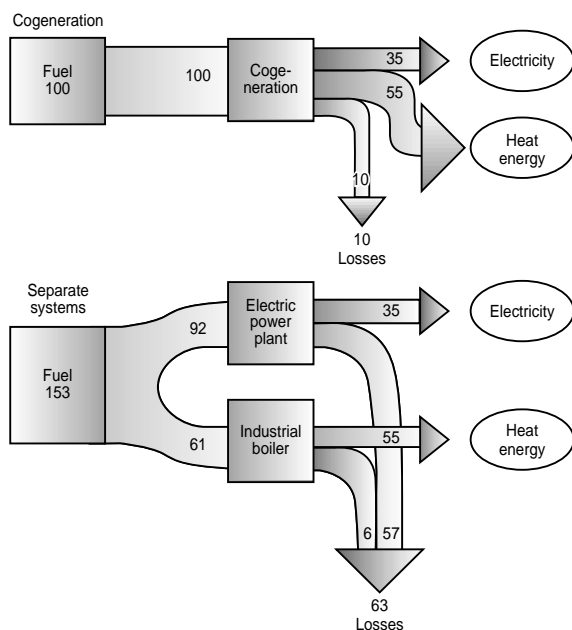 Cogeneration
Fuel
100
100
Coge-
neration
35
55
10
10
Losses
Electricity
Heat
energy
Separate
systems
Fuel
153
92
61
Electric
power
plant
Industrial
boiler
35
55
6
57
63
Losses
Electricity
Heat
energy